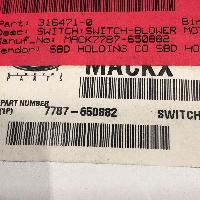 Part: 316471-0 Bi
Desc: SWITCH:SWITCH-BLOWER MOT
Manuf.No: MACK7787-650882
Vendor: SBD HOLDING CO SBD HO
MACKX
PART NUMBER
(1P) 7787-650882 SWITCH